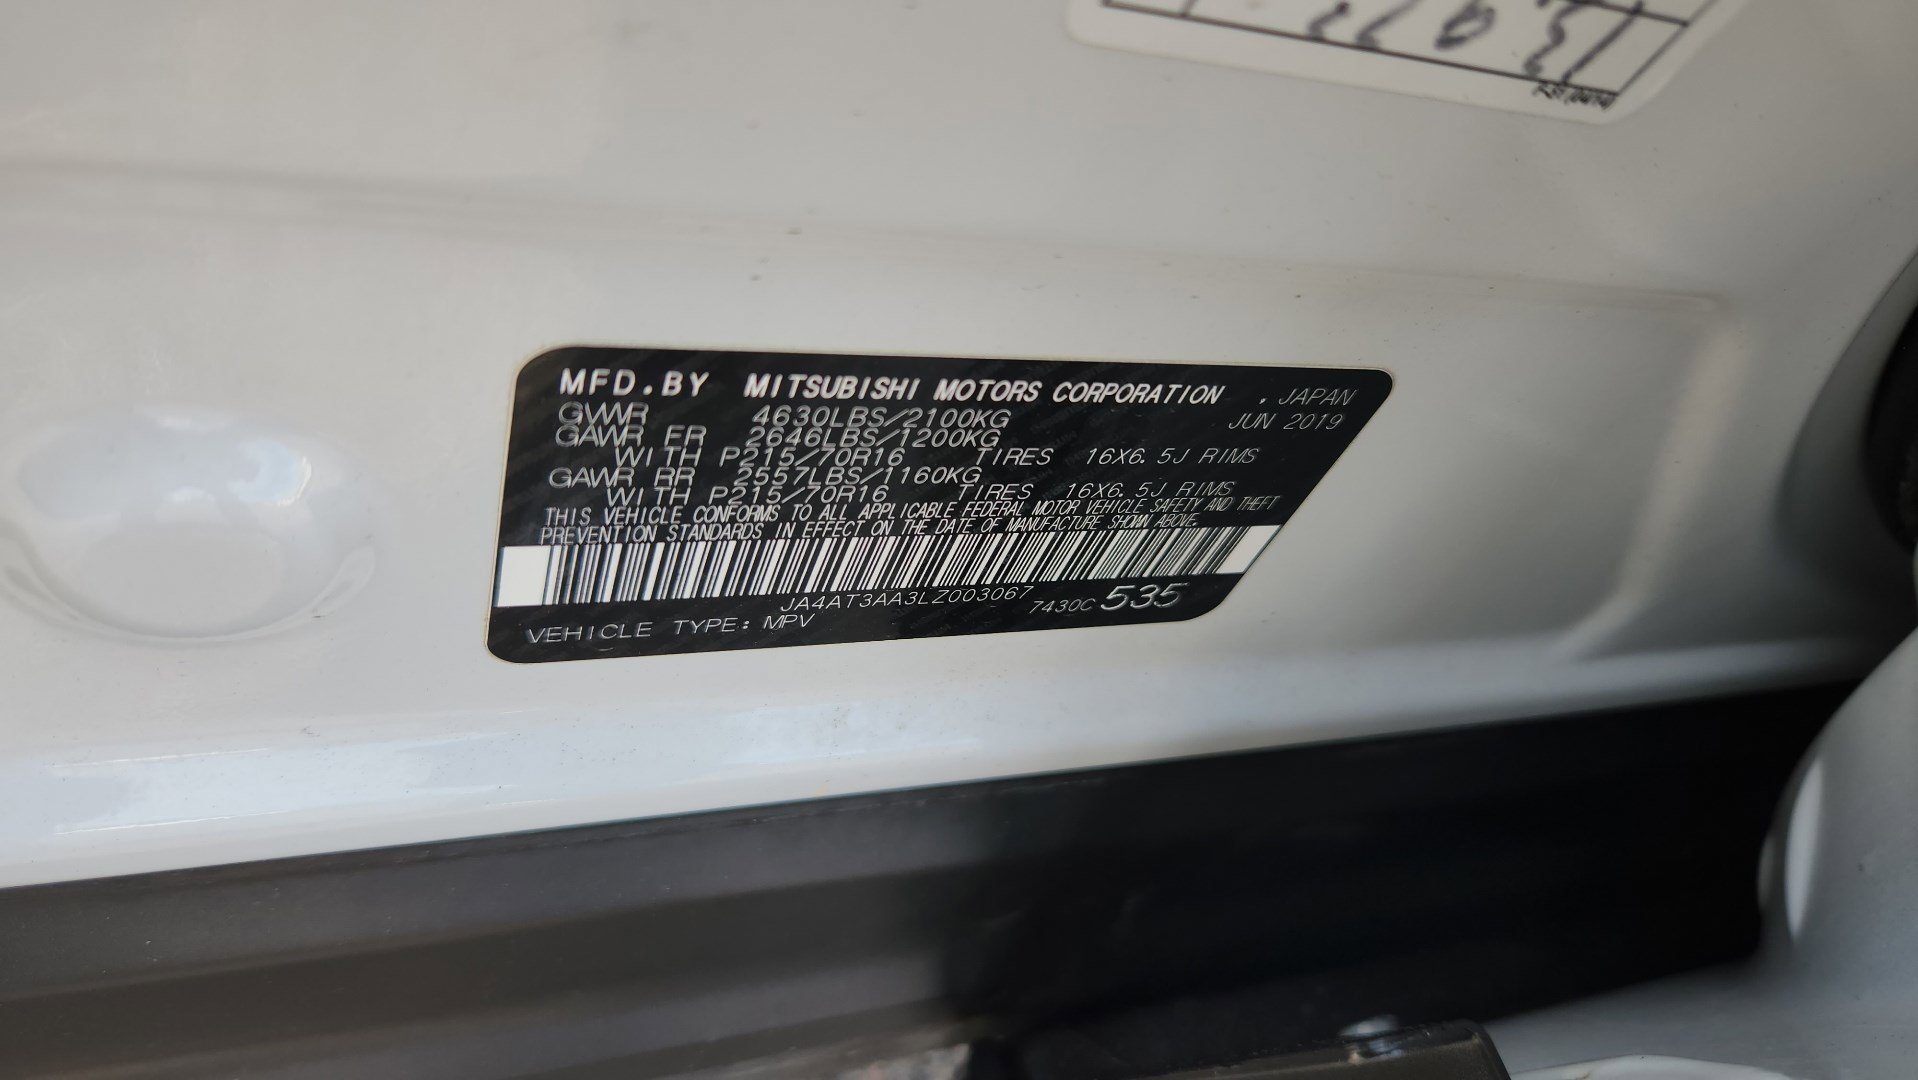 MFD.BY MITSUBISHI MOTORS CORPORATION , JAPAN
GVWR 4630LBS/2100KG JUN 2019
GAWR FR 2646LBS/1200KG
WITH P215/70R16 TIRES 16X6.5J RIMS
GAWR RR 2557LBS/1160KG
WITH P215/70R16 TIRES 16X6.5J RIMS
THIS VEHICLE CONFORMS TO ALL APPLICABLE FEDERAL MOTOR VEHICLE SAFETY AND THEFT
PREVENTION STANDARDS IN EFFECT ON THE DATE OF MANUFACTURE SHOWN ABOVE.
JA4AT3AA3LZ003067 7430C 535
VEHICLE TYPE: MPV